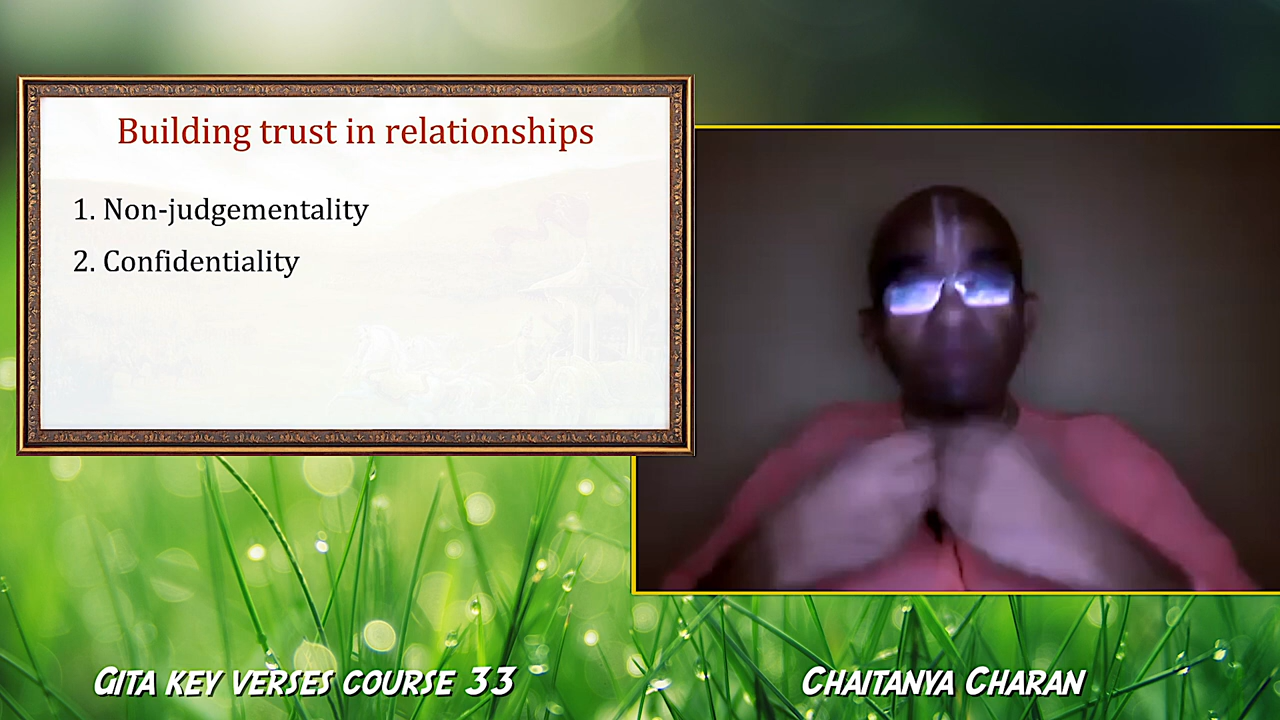 Building trust in relationships
1. Non-judgementality
2. Confidentiality
Gita key verses course 33
Chaitanya Charan